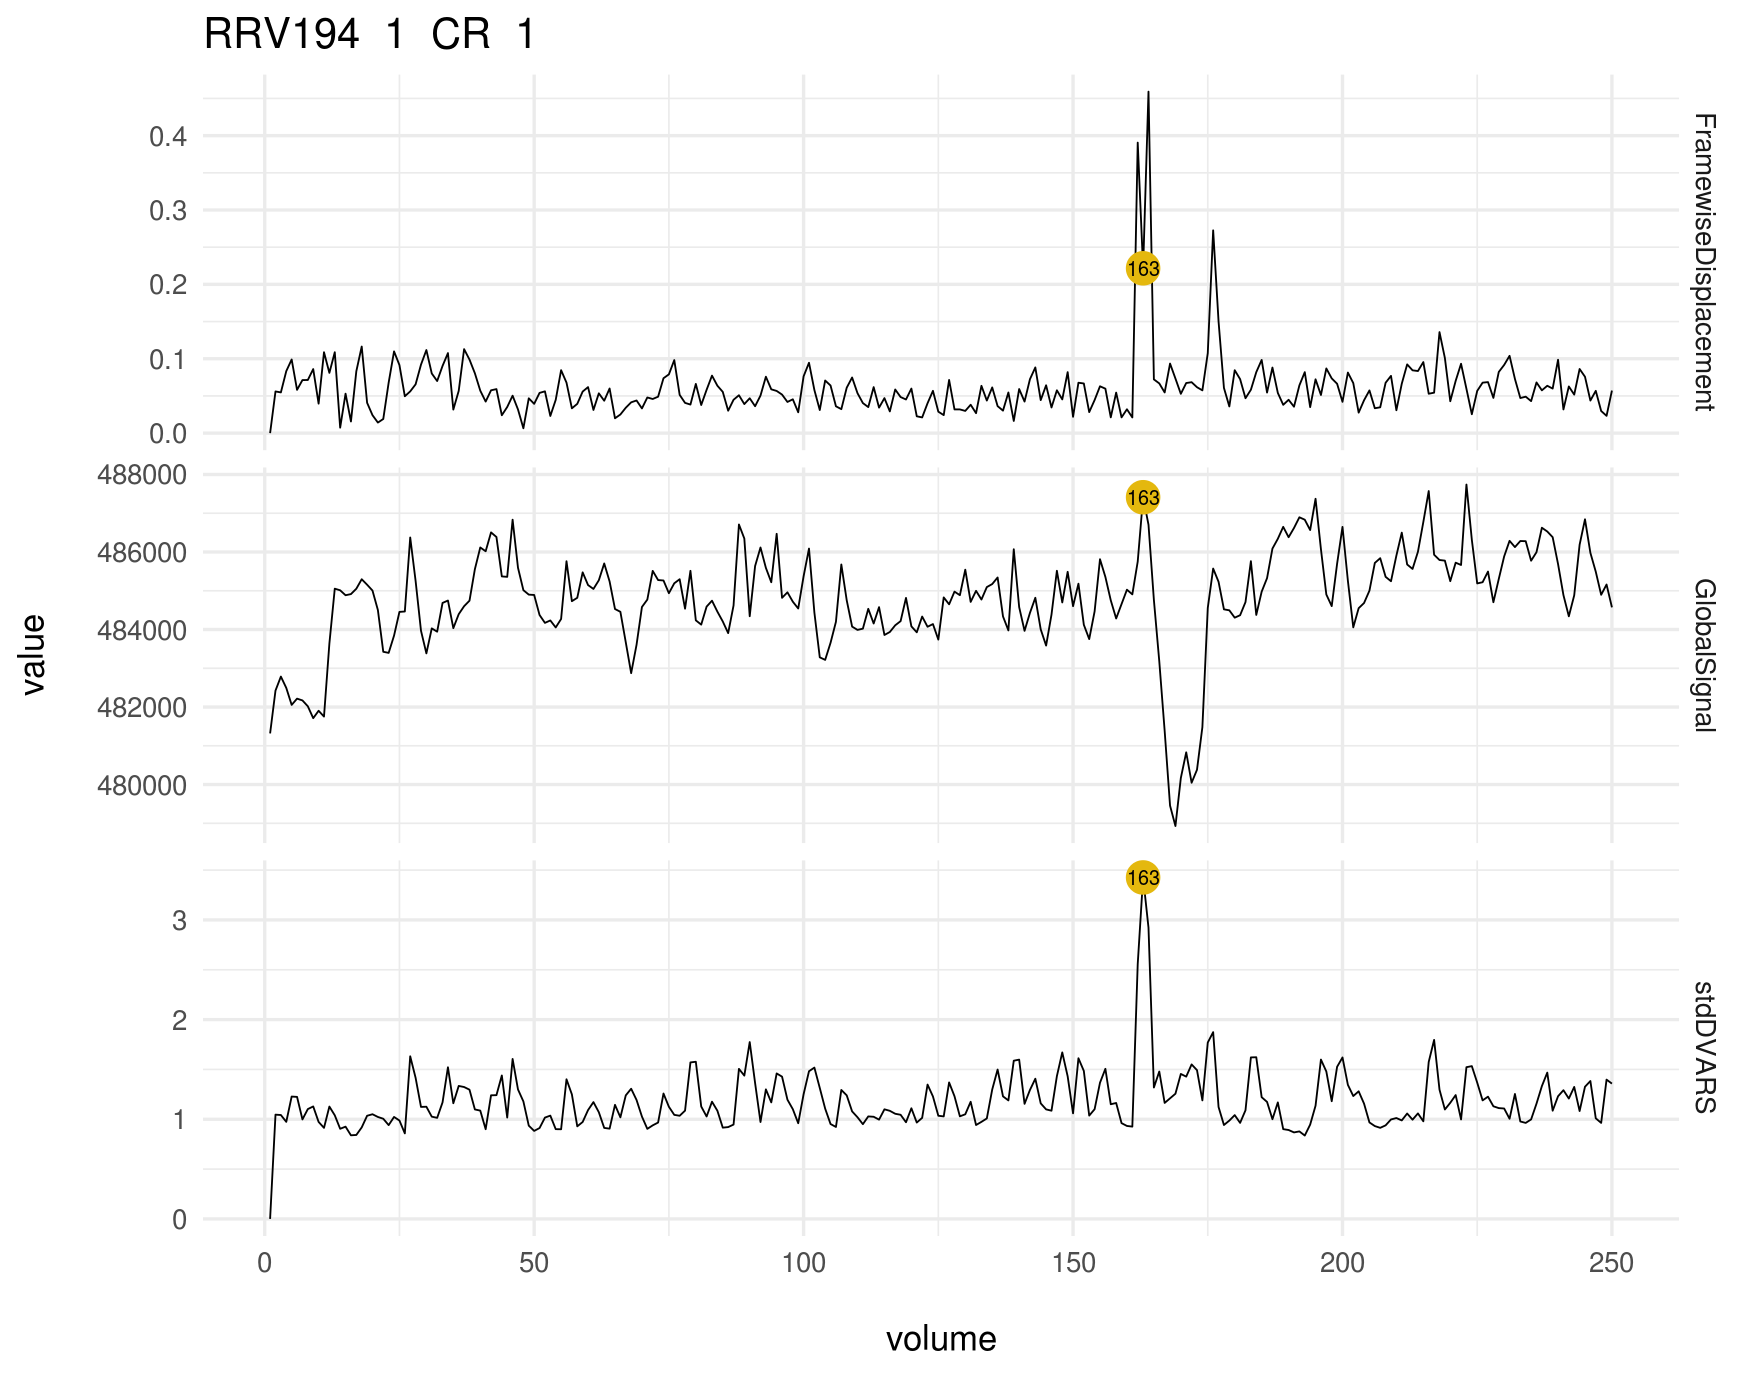 RRV194 1 CR 1
0.4
0.3
0.2
0.1
0.0
163
FramewiseDisplacement
488000
486000
484000
482000
480000
163
GlobalSignal
value
3
2
1
0
163
stdDVARS
0 50 100 150 200 250
volume